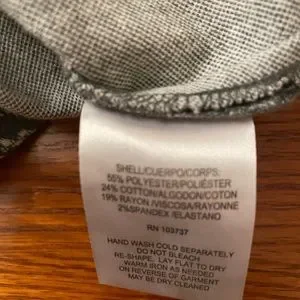 SHELL/CUERPO/CORPS:
55% POLYESTER/POLIÉSTER
24% COTTON/ALGODON/COTON
19% RAYON /VISCOSA/RAYONNE
2%SPANDEX /ELASTANO
RN 103737
HAND WASH COLD SEPARATELY
DO NOT BLEACH
RE-SHAPE, LAY FLAT TO DRY
WARM IRON AS NEEDED
ON REVERSE OF GARMENT
MAY BE DRY CLEANED